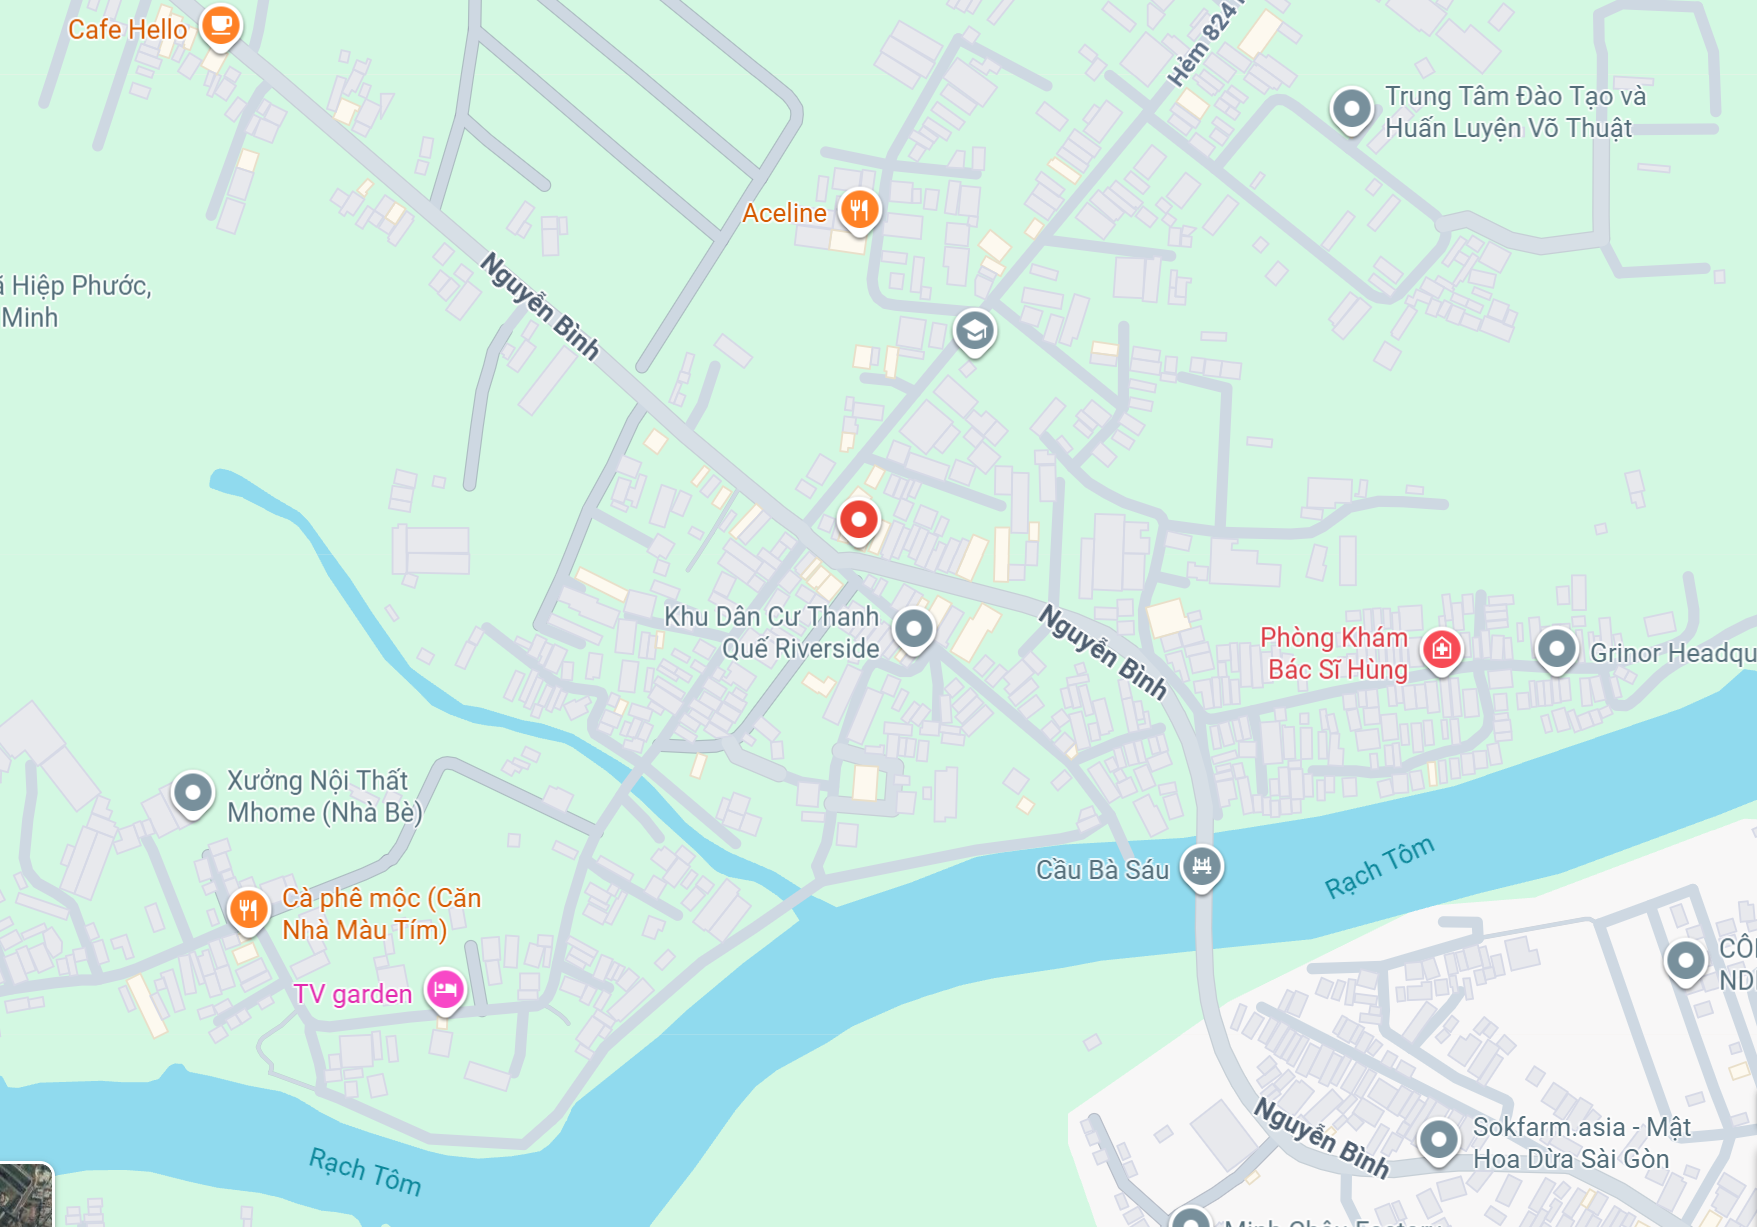 Cafe Hello
Hẻm 824
Trung Tâm Đào Tạo và
Huấn Luyện Võ Thuật
Aceline
Nguyễn Bình
Hiệp Phước,
Minh
Khu Dân Cư Thanh
Quế Riverside
Nguyễn Bình
Phòng Khám
Bác Sĩ Hùng
Grinor Headqu
Xưởng Nội Thất
Mhome (Nhà Bè)
Cầu Bà Sáu
Rạch Tôm
Cà phê mộc (Căn
Nhà Màu Tím)
TV garden
Nguyễn Bình
Sokfarm.asia - Mật
Hoa Dừa Sài Gòn
Rạch Tôm
Minh Châu Factory